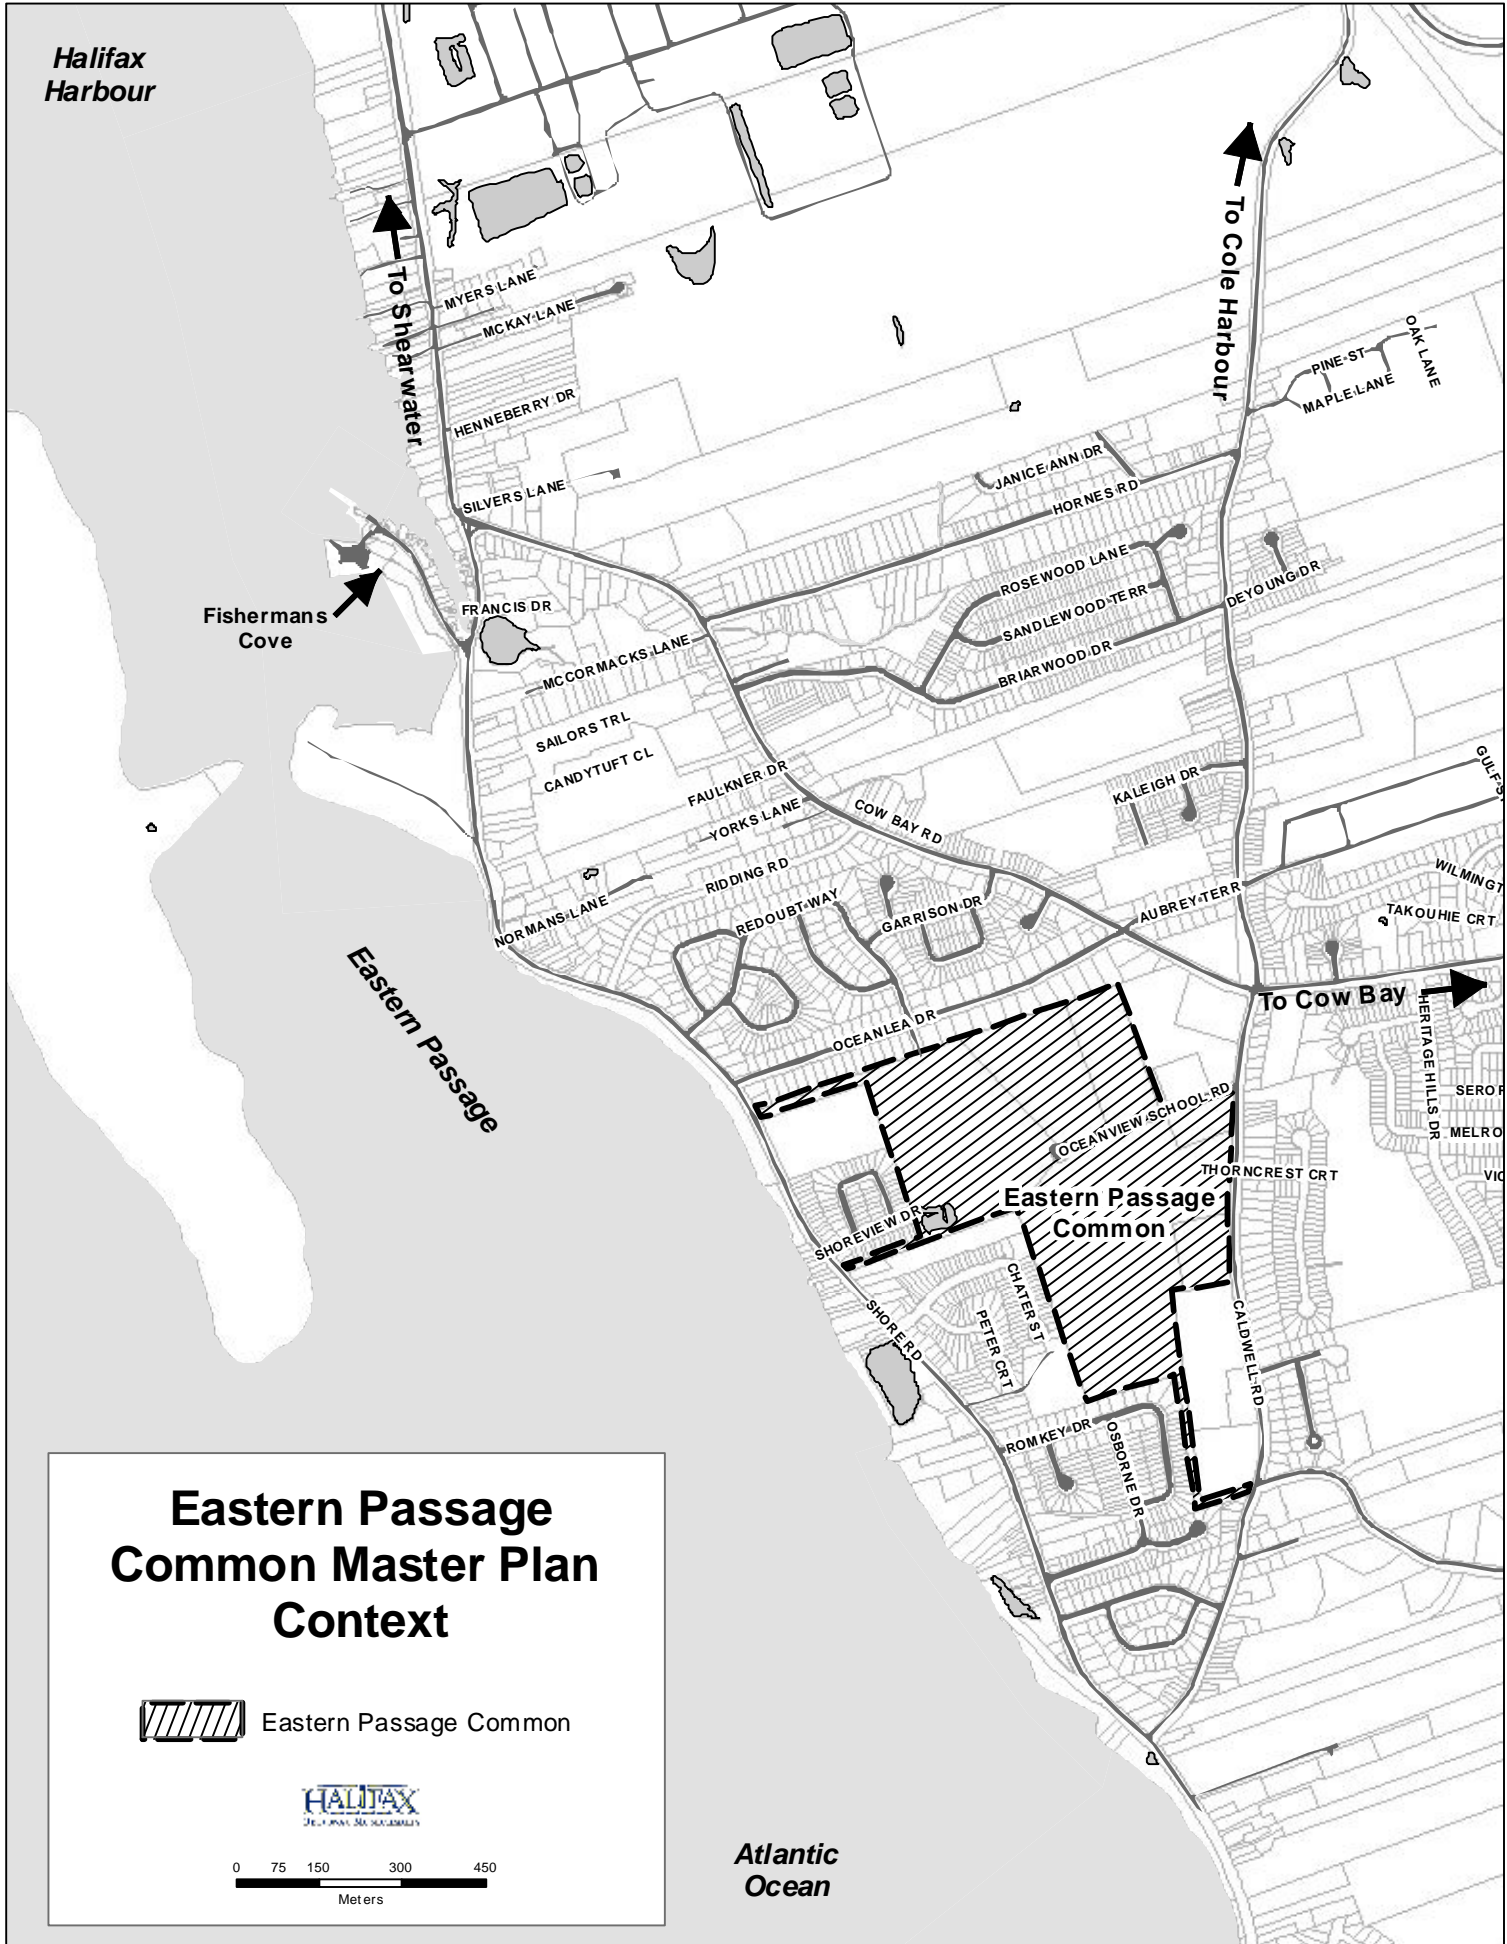 Halifax
Harbour
To Shearwater
To Cole Harbour
MYERS LANE
MCKAY LANE
HENNEBERRY DR
SILVERS LANE
PINE ST
OAK LANE
MAPLE LANE
JANICE ANN DR
HORNES RD
ROSEWOOD LANE
SANDLEWOOD TERR
BRIARWOOD DR
DEYOUNG DR
Fishermans
Cove
FRANCIS DR
MCCORMACKS LANE
SAILORS TRL
CANDYTUFT CL
FAULKNER DR
YORKS LANE
COW BAY RD
KALEIGH DR
RIDDING RD
NORMANS LANE
REDOUBT WAY
GARRISON DR
AUBREY TERR
WILMINGT
TAKOUHIE CRT
To Cow Bay
HERITAGE HILLS DR
SEROP
MELRO
VIC
OCEANLEA DR
Eastern Passage
OCEANVIEW SCHOOL RD
THORNCREST CRT
Eastern Passage
Common
SHOREVIEW DR
CHATER ST
PETER CRT
SHORE RD
CALDWELL RD
ROMKEY DR
OSBORNE DR
Eastern Passage
Common Master Plan
Context
Eastern Passage Common
HALIFAX
REGIONAL MUNICIPALITY
0 75 150 300 450
Meters
Atlantic
Ocean